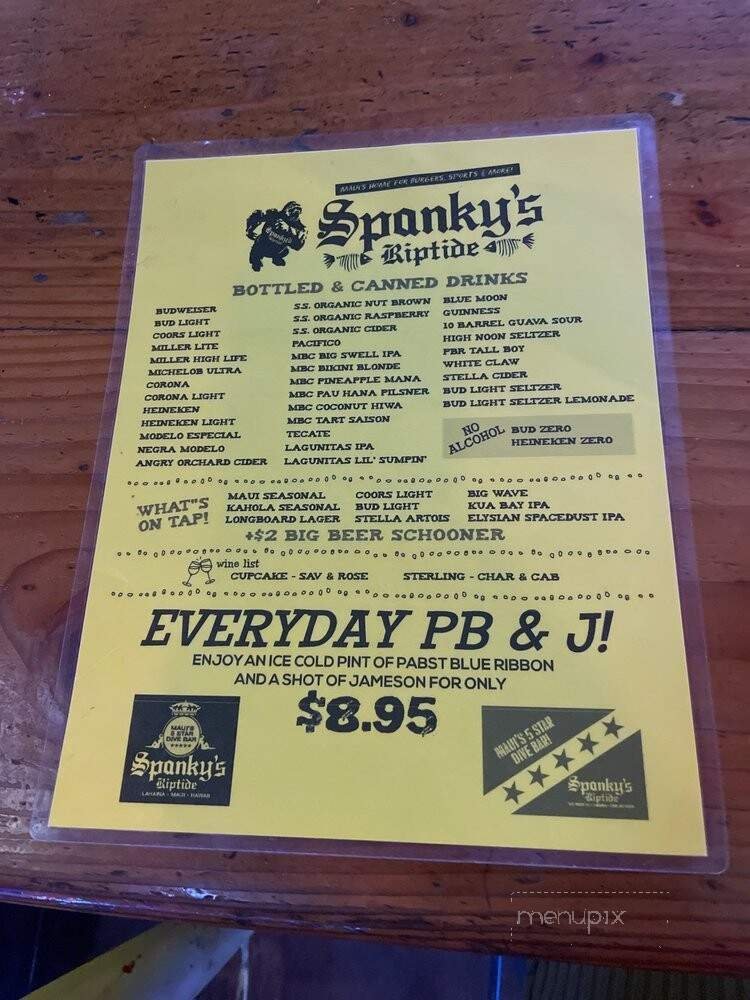 MAUI'S HOME FOR BURGERS, SPORTS & MORE!
Spanky's
Riptide
Spanky's
BOTTLED & CANNED DRINKS
BUDWEISER
BUD LIGHT
COORS LIGHT
MILLER LITE
MILLER HIGH LIFE
MICHELOB ULTRA
CORONA
CORONA LIGHT
HEINEKEN
HEINEKEN LIGHT
MODELO ESPECIAL
NEGRA MODELO
ANGRY ORCHARD CIDER
S.S. ORGANIC NUT BROWN
S.S. ORGANIC RASPBERRY
S.S. ORGANIC CIDER
PACIFICO
MBC BIG SWELL IPA
MBC BIKINI BLONDE
MBC PINEAPPLE MANA
MBC PAU HANA PILSNER
MBC COCONUT HIWA
MBC TART SAISON
TECATE
LAGUNITAS IPA
LAGUNITAS LIL' SUMPIN'
BLUE MOON
GUINNESS
10 BARREL GUAVA SOUR
HIGH NOON SELTZER
PBR TALL BOY
WHITE CLAW
STELLA CIDER
BUD LIGHT SELTZER
BUD LIGHT SELTZER LEMONADE
NO
ALCOHOL
BUD ZERO
HEINEKEN ZERO
WHAT"S
ON TAP!
MAUI SEASONAL
KAHOLA SEASONAL
LONGBOARD LAGER
COORS LIGHT
BUD LIGHT
STELLA ARTOIS
BIG WAVE
KUA BAY IPA
ELYSIAN SPACEDUST IPA
+$2 BIG BEER SCHOONER
wine list
CUPCAKE - SAV & ROSE
STERLING - CHAR & CAB
EVERYDAY PB & J!
ENJOY AN ICE COLD PINT OF PABST BLUE RIBBON
AND A SHOT OF JAMESON FOR ONLY
$8.95
MAUI'S
5 STAR
DIVE BAR!
Spanky's
Riptide
LAHAINA - MAUI - HAWAII
MAUI'S 5 STAR
DIVE BAR!
Spanky's
Riptide
menupix